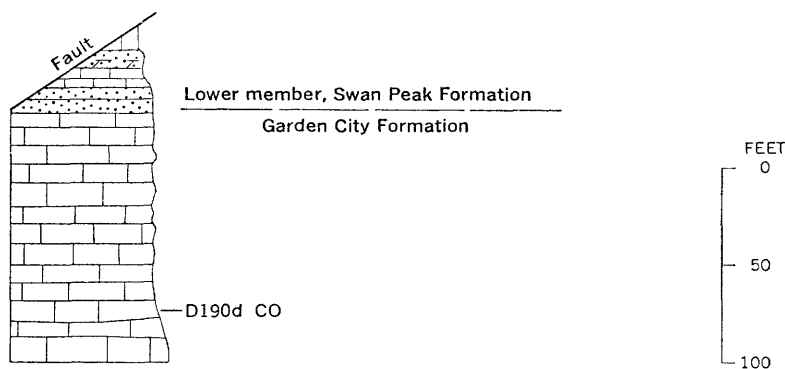 Fault
Lower member, Swan Peak Formation
Garden City Formation
FEET
0
50
100
D190d CO